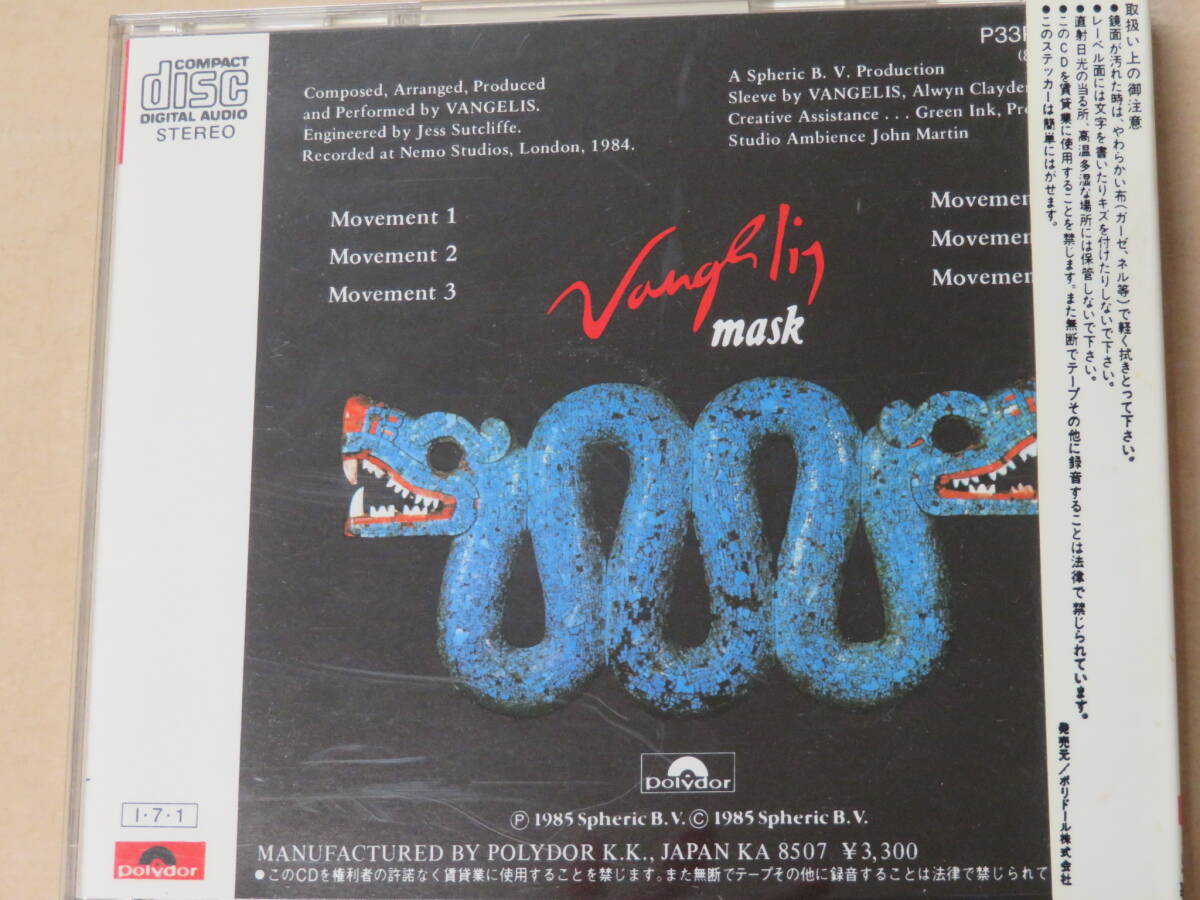 COMPACT
disc
DIGITAL AUDIO
STEREO
P33P
Composed, Arranged, Produced
and Performed by VANGELIS.
Engineered by Jess Sutcliffe.
Recorded at Nemo Studios, London, 1984.
A Spheric B. V. Production
Sleeve by VANGELIS, Alwyn Clayde
Creative Assistance . . . Green Ink, Pre
Studio Ambience John Martin
Movement 1
Movement 2
Movement 3
Movemen
Movemen
Movemen
Vangelis
mask
polydor
Ⓟ 1985 Spheric B. V. © 1985 Spheric B. V.
MANUFACTURED BY POLYDOR K.K., JAPAN KA 8507 ¥3,300
●このCDを権利者の許諾なく賃貸業に使用することを禁じます。また無断でテープその他に録音することは法律で禁じられて
I・7・1
polydor
取扱い上の御注意
●鏡面が汚れた時は、やわらかい布(ガーゼ、ネル等)で軽く拭きとって下さい。
●レーベル面には文字を書いたりキズを付けたりしないで下さい。
●直射日光の当る所、高温多湿な場所には保管しないで下さい。
●このCDを賃貸業に使用することを禁じます。また無断でテープその他に録音することは法律で禁じられています。
●このステッカーは簡単にはがせます。
発売元/ポリドール株式会社